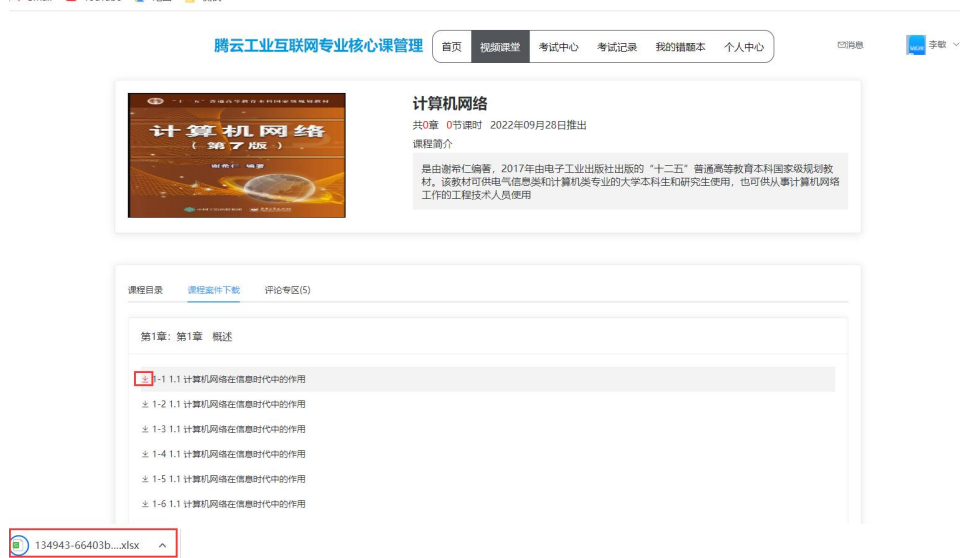 腾云工业互联网专业核心课管理
首页 视频课堂 考试中心 考试记录 我的错题本 个人中心
消息
李敏
计算机网络
(第7版)
谢希仁 编著
计算机网络
共0章 0节课时 2022年09月28日推出
课程简介
是由谢希仁编著，2017年由电子工业出版社出版的“十二五”普通高等教育本科国家级规划教
材。该教材可供电气信息类和计算机类专业的大学本科生和研究生使用，也可供从事计算机网络
工作的工程技术人员使用
课程目录 课程案件下载 评论专区(5)
第1章：第1章 概述
1-1 1.1 计算机网络在信息时代中的作用
1-2 1.1 计算机网络在信息时代中的作用
1-3 1.1 计算机网络在信息时代中的作用
1-4 1.1 计算机网络在信息时代中的作用
1-5 1.1 计算机网络在信息时代中的作用
1-6 1.1 计算机网络在信息时代中的作用
134943-66403b....xlsx